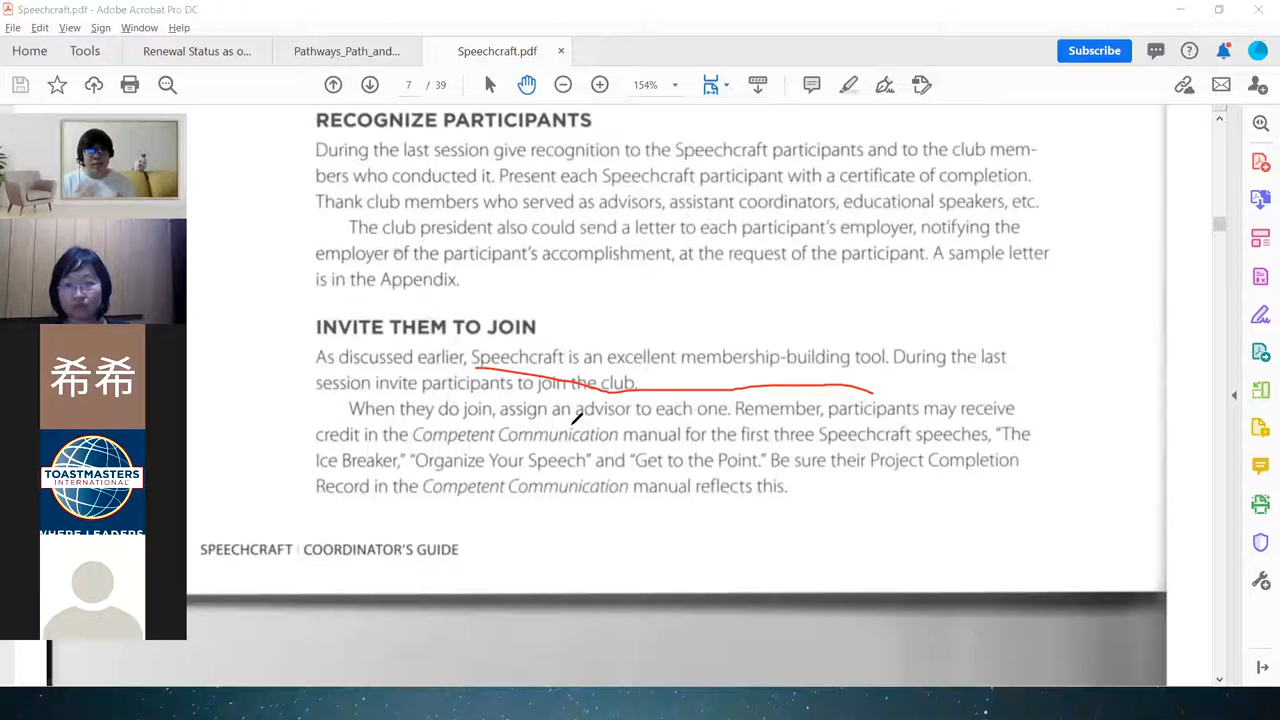 Speechcraft.pdf - Adobe Acrobat Pro DC
File Edit View Sign Window Help
Home Tools Renewal Status as o... Pathways_Path_and... Speechcraft.pdf × Subscribe
7 / 39 154%
RECOGNIZE PARTICIPANTS
During the last session give recognition to the Speechcraft participants and to the club mem-
bers who conducted it. Present each Speechcraft participant with a certificate of completion.
Thank club members who served as advisors, assistant coordinators, educational speakers, etc.
The club president also could send a letter to each participant's employer, notifying the
employer of the participant's accomplishment, at the request of the participant. A sample letter
is in the Appendix.
INVITE THEM TO JOIN
As discussed earlier, Speechcraft is an excellent membership-building tool. During the last
session invite participants to join the club.
When they do join, assign an advisor to each one. Remember, participants may receive
credit in the Competent Communication manual for the first three Speechcraft speeches, "The
Ice Breaker," "Organize Your Speech" and "Get to the Point." Be sure their Project Completion
Record in the Competent Communication manual reflects this.
SPEECHCRAFT | COORDINATOR'S GUIDE
希希
TOASTMASTERS
INTERNATIONAL
WHERE LEADERS